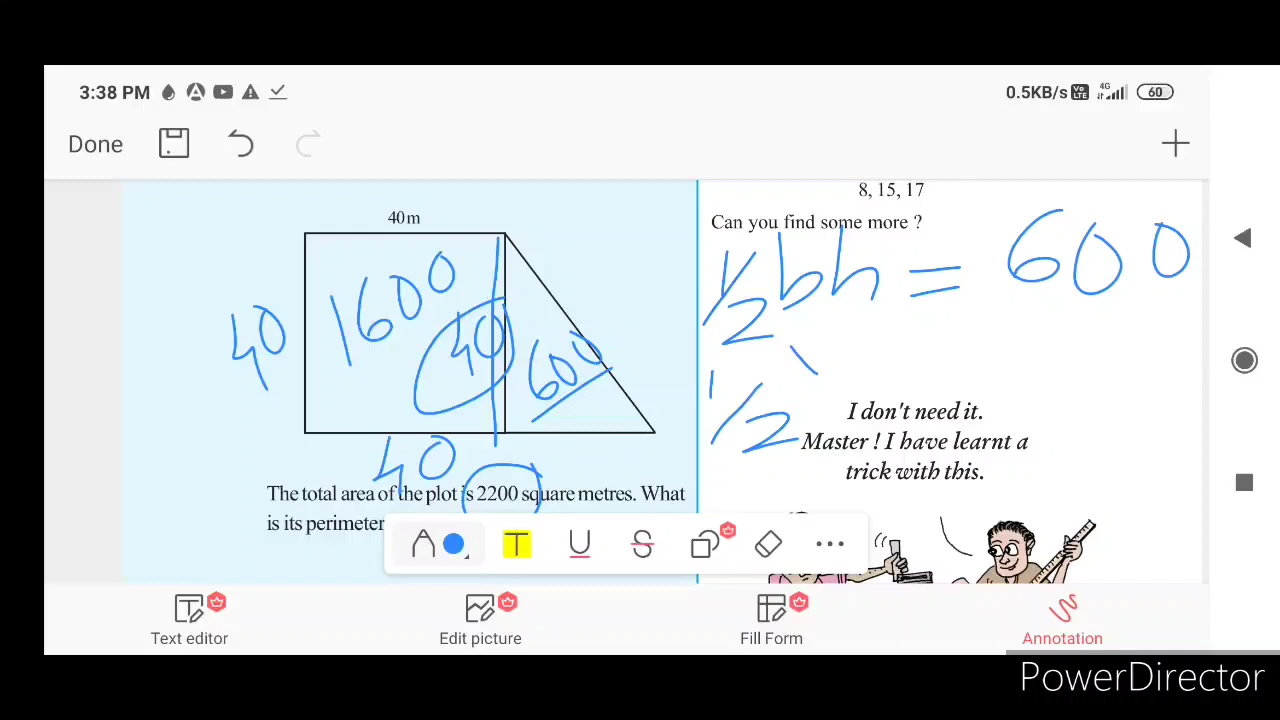 3:38 PM
0.5KB/s Vo LTE 4G 60
Done
40m
40
1600
40
600
40
The total area of the plot is 2200 square metres. What
is its perimeter
8, 15, 17
Can you find some more ?
1/2 bh = 600
1/2
I don't need it.
Master ! I have learnt a
trick with this.
T
U
S
Text editor
Edit picture
Fill Form
Annotation
PowerDirector